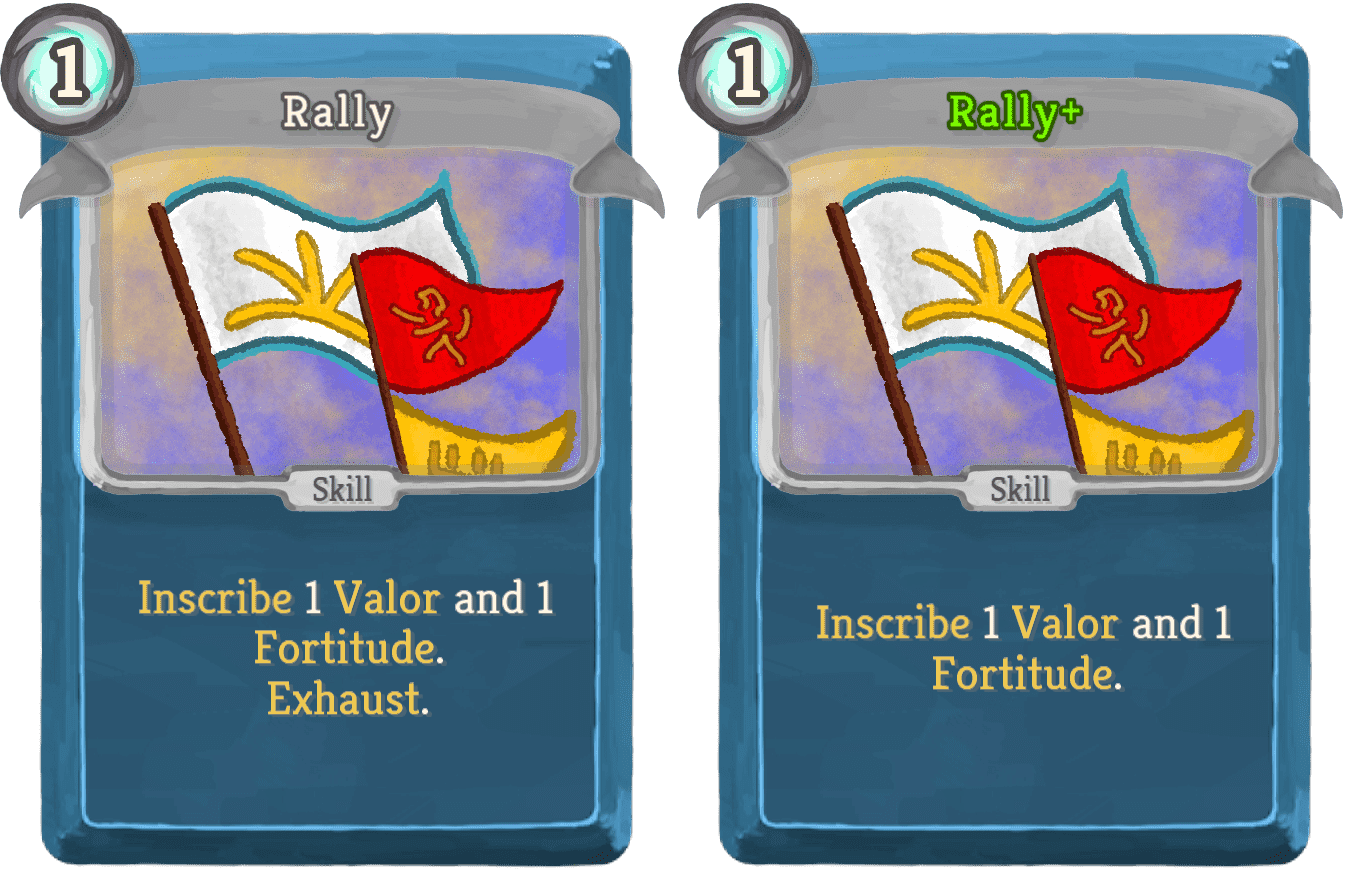 1
Rally
Skill
Inscribe 1 Valor and 1
Fortitude.
Exhaust.
1
Rally+
Skill
Inscribe 1 Valor and 1
Fortitude.